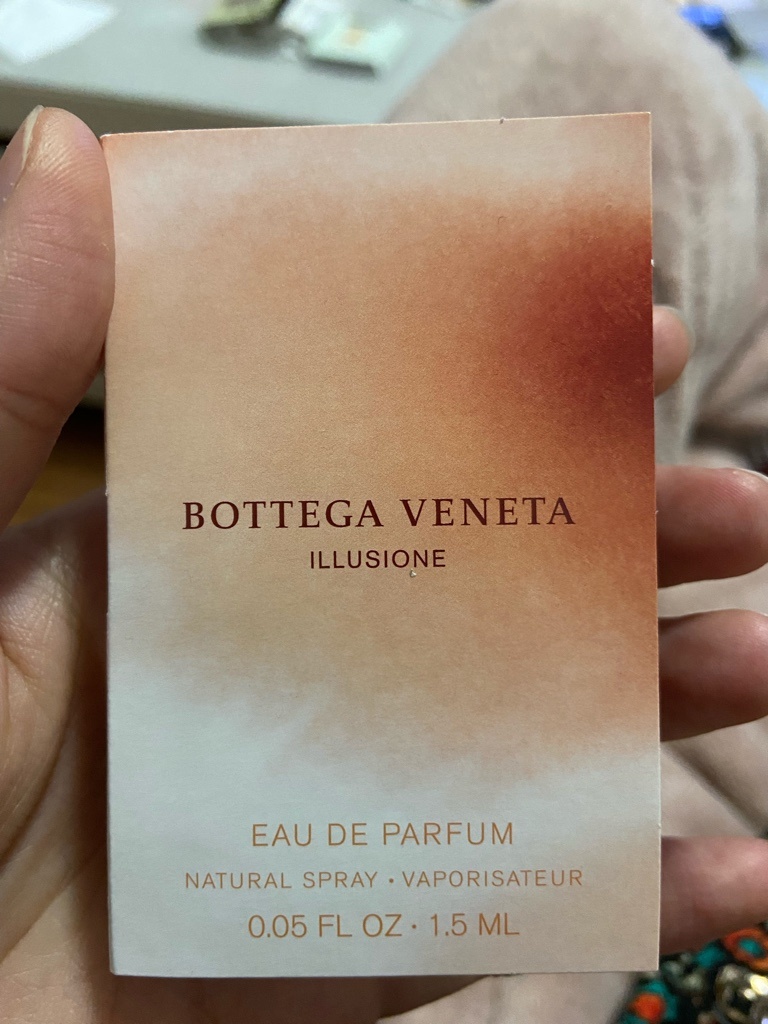 BOTTEGA VENETA
ILLUSIONE
EAU DE PARFUM
NATURAL SPRAY • VAPORISATEUR
0.05 FL OZ · 1.5 ML